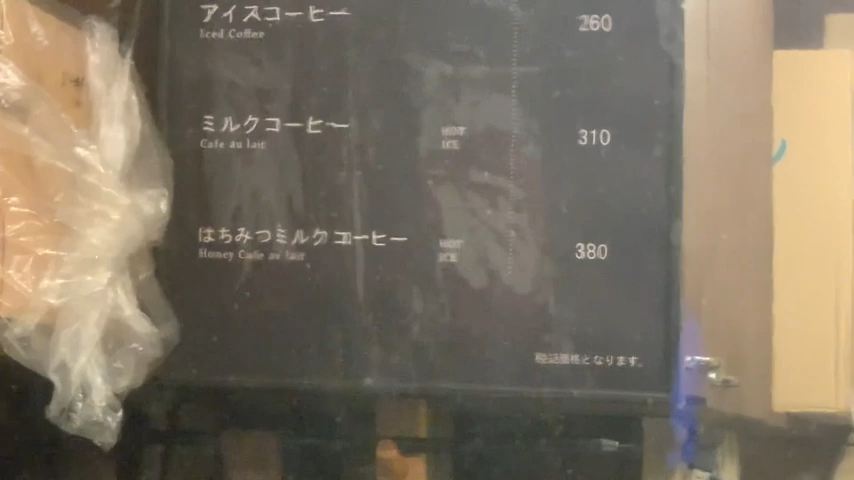 アイスコーヒー 260
Iced Coffee
ミルクコーヒー HOT 310
Cafe au lait ICE
はちみつミルクコーヒー HOT 380
Honey Cafe au lait ICE
税込価格となります。